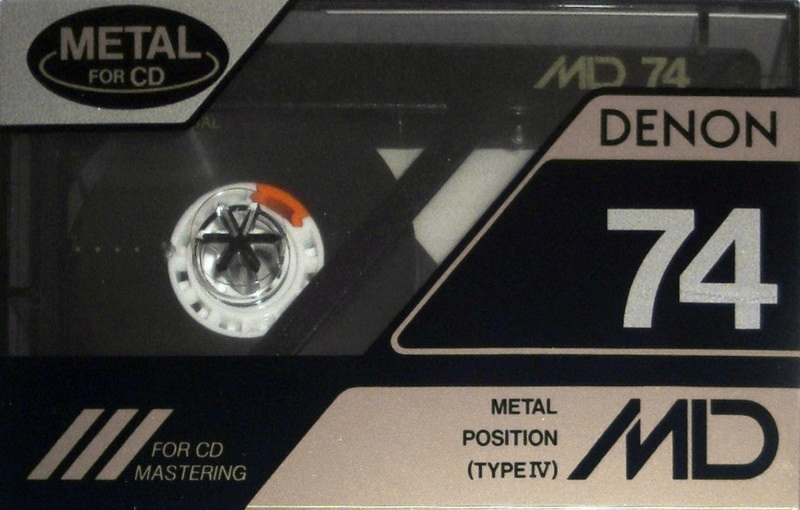 METAL
FOR CD
MD 74
DENON
74
METAL
POSITION
(TYPE IV)
MD
FOR CD
MASTERING